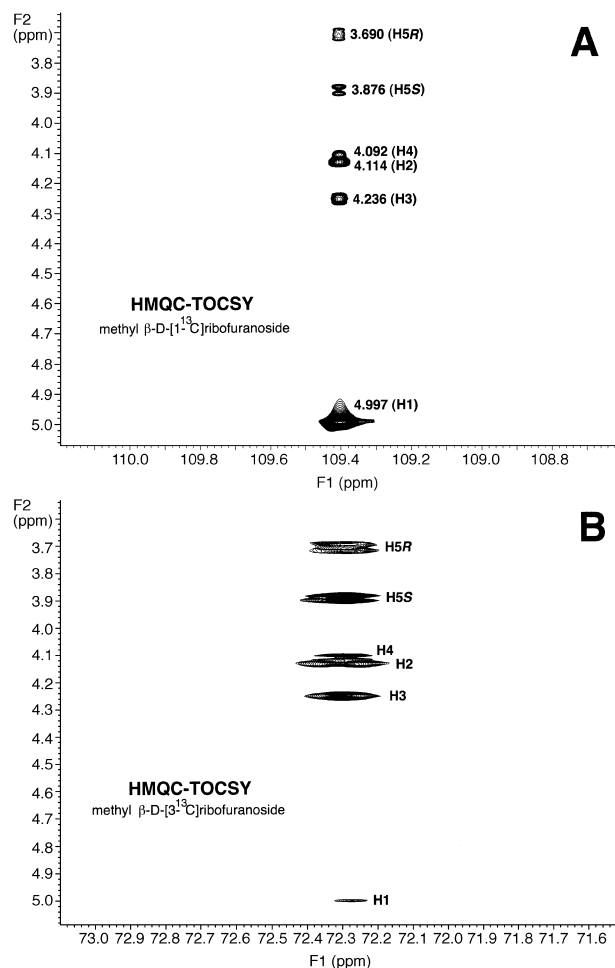 F2
(ppm)
A
3.690 (H5R)
3.8
3.876 (H5S)
3.9
4.0
4.092 (H4)
4.1
4.114 (H2)
4.2
4.236 (H3)
4.3
4.4
4.5
4.6
HMQC-TOCSY
4.7
methyl β-D-[1-13C]ribofuranoside
4.8
4.9
4.997 (H1)
5.0
110.0 109.8 109.6 109.4 109.2 109.0 108.8
F1 (ppm)
F2
(ppm)
B
3.7
H5R
3.8
H5S
3.9
4.0
H4
4.1
H2
4.2
H3
4.3
4.4
4.5
4.6
HMQC-TOCSY
4.7
methyl β-D-[3-13C]ribofuranoside
4.8
4.9
5.0
H1
73.0 72.9 72.8 72.7 72.6 72.5 72.4 72.3 72.2 72.1 72.0 71.9 71.8 71.7 71.6
F1 (ppm)